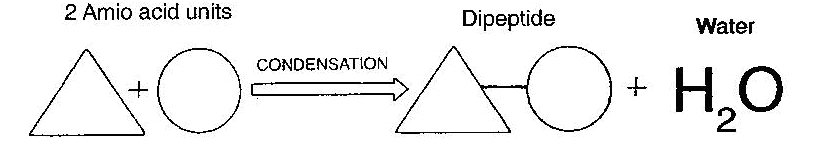 2 Amio acid units
Dipeptide
Water
+
CONDENSATION
+
H₂O